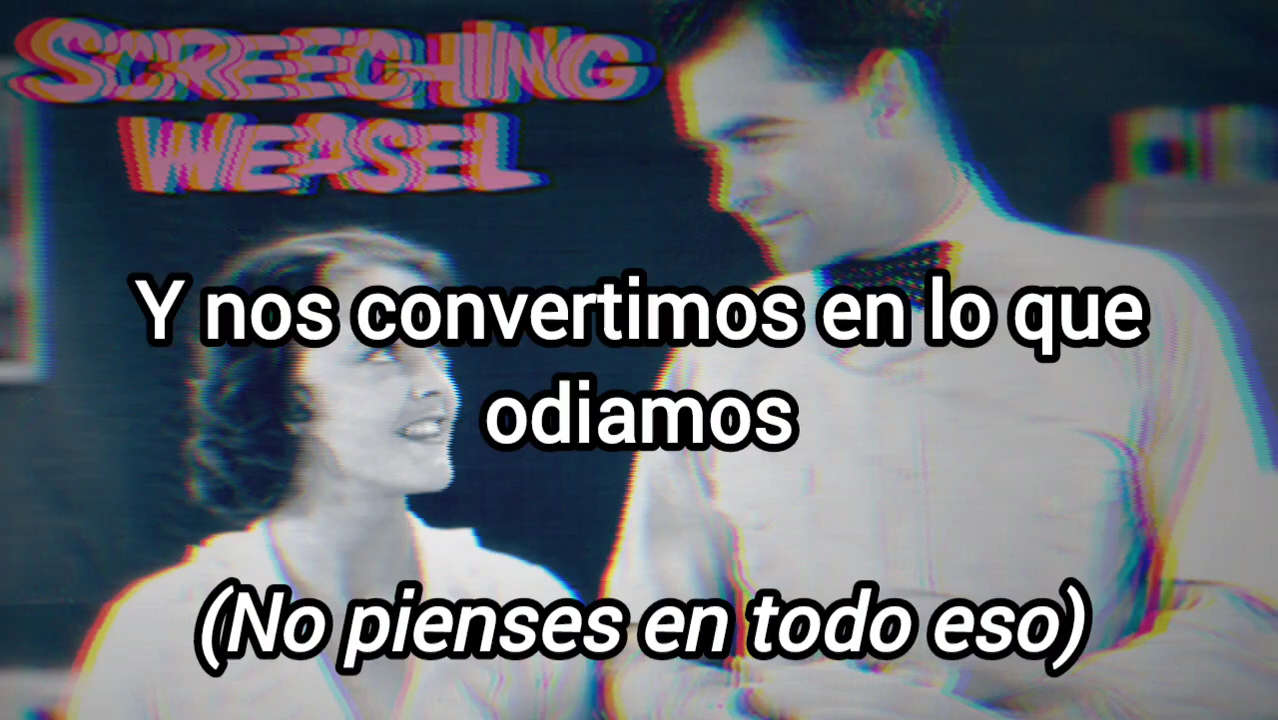 SCREECHING
WEASEL
Y nos convertimos en lo que
odiamos
(No pienses en todo eso)